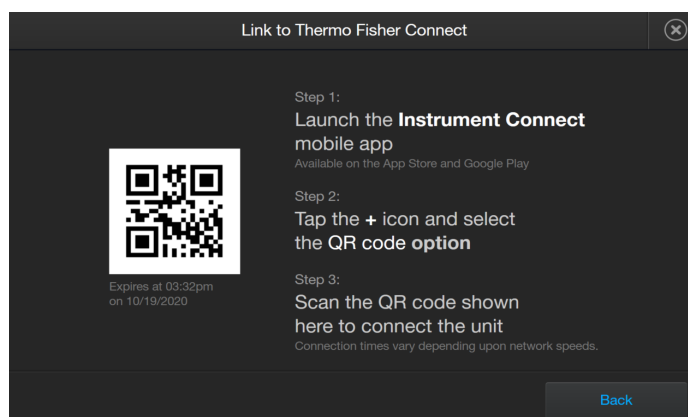 Link to Thermo Fisher Connect
Step 1:
Launch the Instrument Connect
mobile app
Available on the App Store and Google Play
Step 2:
Tap the + icon and select
the QR code option
Step 3:
Scan the QR code shown
here to connect the unit
Connection times vary depending upon network speeds.
Expires at 03:32pm
on 10/19/2020
Back